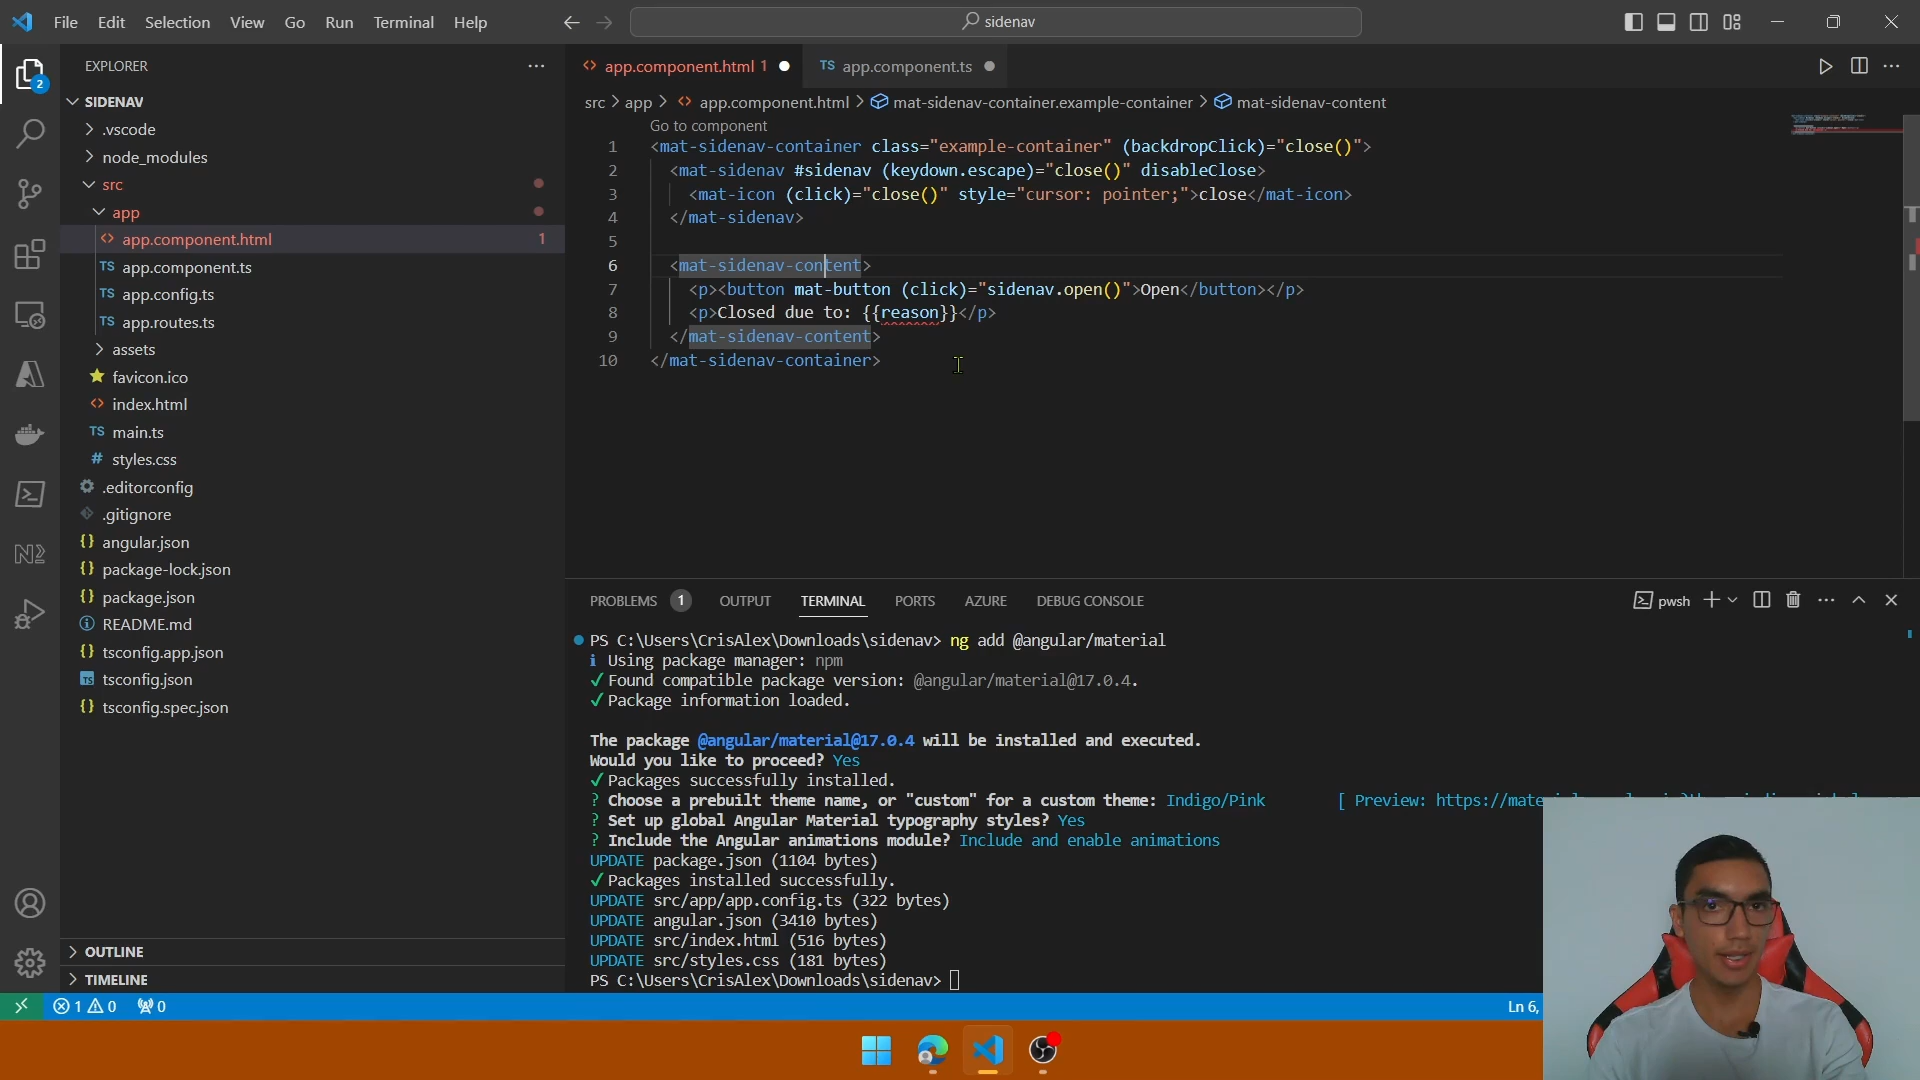 File Edit Selection View Go Run Terminal Help
sidenav
EXPLORER
SIDENAV
.vscode
node_modules
src
app
app.component.html 1
TS app.component.ts
TS app.config.ts
TS app.routes.ts
assets
favicon.ico
index.html
TS main.ts
# styles.css
.editorconfig
.gitignore
{} angular.json
{} package-lock.json
{} package.json
README.md
{} tsconfig.app.json
TS tsconfig.json
{} tsconfig.spec.json
OUTLINE
TIMELINE
2
app.component.html 1
TS app.component.ts
src > app > app.component.html > mat-sidenav-container.example-container > mat-sidenav-content
Go to component
1 <mat-sidenav-container class="example-container" (backdropClick)="close()">
2 <mat-sidenav #sidenav (keydown.escape)="close()" disableClose>
3 <mat-icon (click)="close()" style="cursor: pointer;">close</mat-icon>
4 </mat-sidenav>
5
6 <mat-sidenav-content>
7 <p><button mat-button (click)="sidenav.open()">Open</button></p>
8 <p>Closed due to: {{reason}}</p>
9 </mat-sidenav-content>
10 </mat-sidenav-container>
PROBLEMS 1 OUTPUT TERMINAL PORTS AZURE DEBUG CONSOLE
pwsh
PS C:\Users\CrisAlex\Downloads\sidenav> ng add @angular/material
i Using package manager: npm
✓ Found compatible package version: @angular/material@17.0.4.
✓ Package information loaded.
The package @angular/material@17.0.4 will be installed and executed.
Would you like to proceed? Yes
✓ Packages successfully installed.
? Choose a prebuilt theme name, or "custom" for a custom theme: Indigo/Pink [ Preview:
? Set up global Angular Material typography styles? Yes
? Include the Angular animations module? Include and enable animations
UPDATE package.json (1104 bytes)
✓ Packages installed successfully.
UPDATE src/app/app.config.ts (322 bytes)
UPDATE angular.json (3410 bytes)
UPDATE src/index.html (516 bytes)
UPDATE src/styles.css (181 bytes)
PS C:\Users\CrisAlex\Downloads\sidenav>
1 0 0
Ln 6,